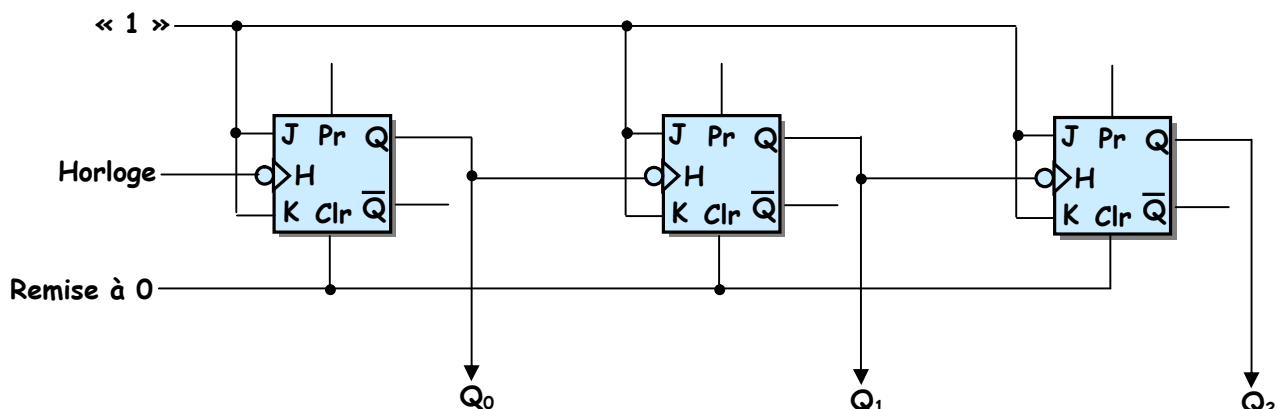 « 1 »
J Pr Q
H
K Clr Q̅
J Pr Q
H
K Clr Q̅
J Pr Q
H
K Clr Q̅
Horloge
Remise à 0
Q₀
Q₁
Q₂